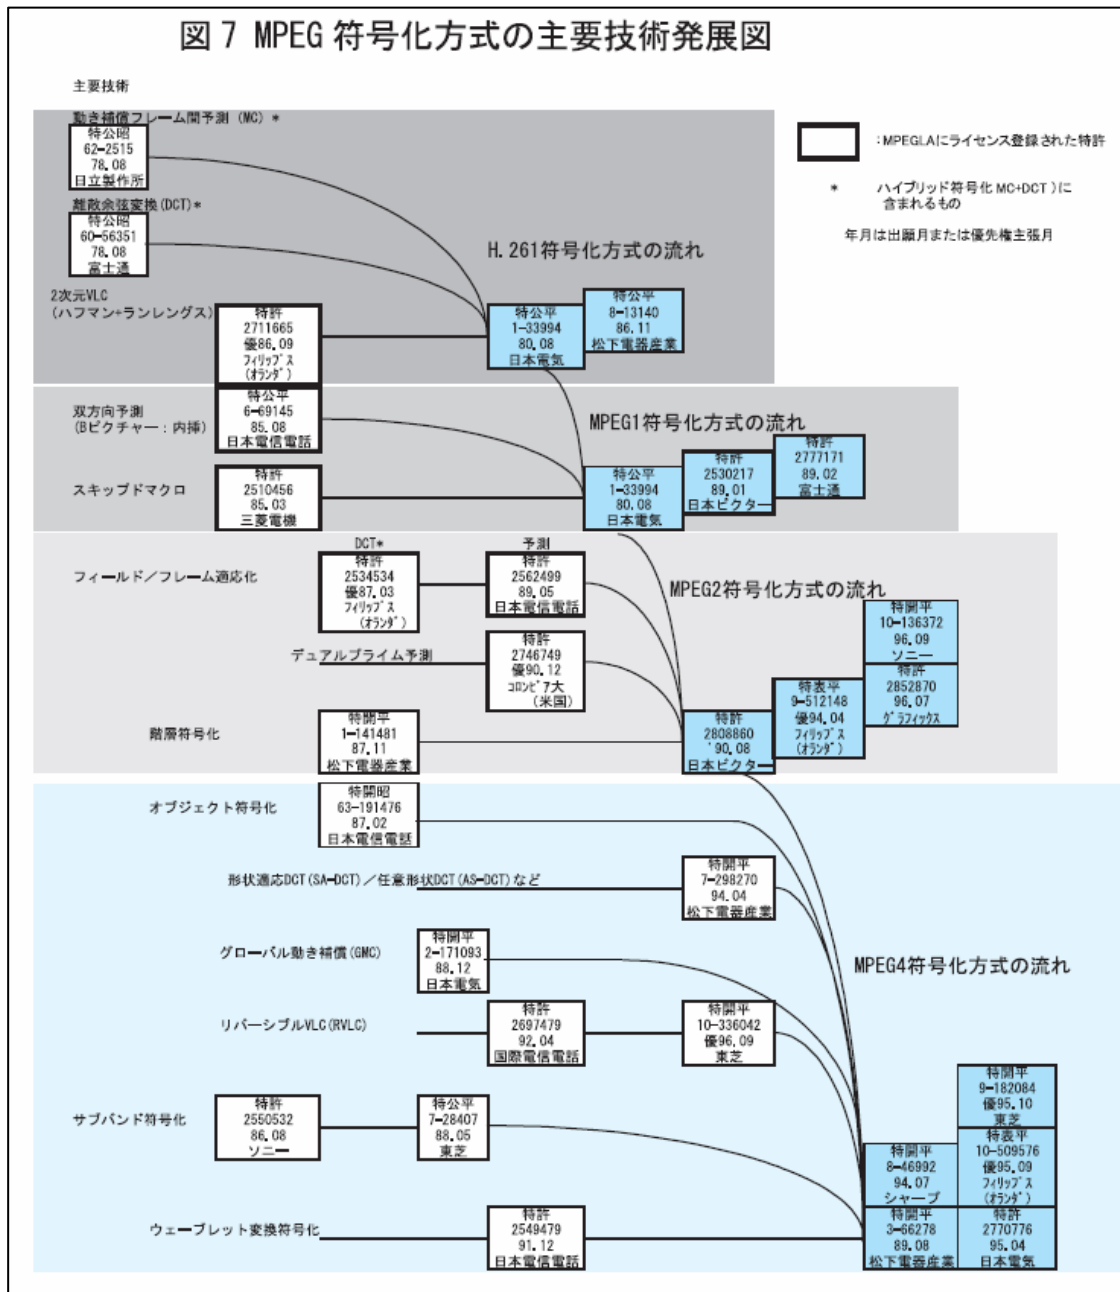 図7 MPEG 符号化方式の主要技術発展図
主要技術
動き補償フレーム間予測 (MC) *
特公昭
62-2515
78.08
日立製作所
:MPEGLAにライセンス登録された特許
* ハイブリッド符号化 MC+DCT )に
含まれるもの
年月は出願月または優先権主張月
離散余弦変換(DCT)*
特公昭
60-56351
78.08
富士通
H.261符号化方式の流れ
2次元VLC
(ハフマン+ランレングス)
特許
2711665
優86.09
フィリップス
(オランダ)
特公平
1-33994
80.08
日本電気
特公平
8-13140
86.11
松下電器産業
双方向予測
(Bピクチャー：内挿)
特公平
6-69145
85.08
日本電信電話
MPEG1符号化方式の流れ
スキップドマクロ
特許
2510456
85.03
三菱電機
特公平
1-33994
80.08
日本電気
特許
2530217
89.01
日本ビクター
特許
2777171
89.02
富士通
フィールド／フレーム適応化
DCT*
特許
2534534
優87.03
フィリップス
(オランダ)
予測
特許
2562499
89.05
日本電信電話
MPEG2符号化方式の流れ
デュアルプライム予測
特許
2746749
優90.12
コロンビア大
(米国)
特開平
10-136372
96.09
ソニー
特許
2852870
96.07
グラフィックス
特表平
9-512148
優94.04
フィリップス
(オランダ)
階層符号化
特開平
1-141481
87.11
松下電器産業
特許
2808860
'90.08
日本ビクター
オブジェクト符号化
特開昭
63-191476
87.02
日本電信電話
形状適応DCT(SA-DCT)／任意形状DCT(AS-DCT)など
特開平
7-298270
94.04
松下電器産業
グローバル動き補償(GMC)
特開平
2-171093
88.12
日本電気
MPEG4符号化方式の流れ
リバーシブルVLC(RVLC)
特許
2697479
92.04
国際電信電話
特開平
10-336042
優96.09
東芝
サブバンド符号化
特許
2550532
86.08
ソニー
特公平
7-28407
88.05
東芝
特開平
9-182084
優95.10
東芝
特開平
8-46992
94.07
シャープ
特表平
10-509576
優95.09
フィリップス
(オランダ)
ウェーブレット変換符号化
特許
2549479
91.12
日本電信電話
特開平
3-66278
89.08
松下電器産業
特許
2770776
95.04
日本電気